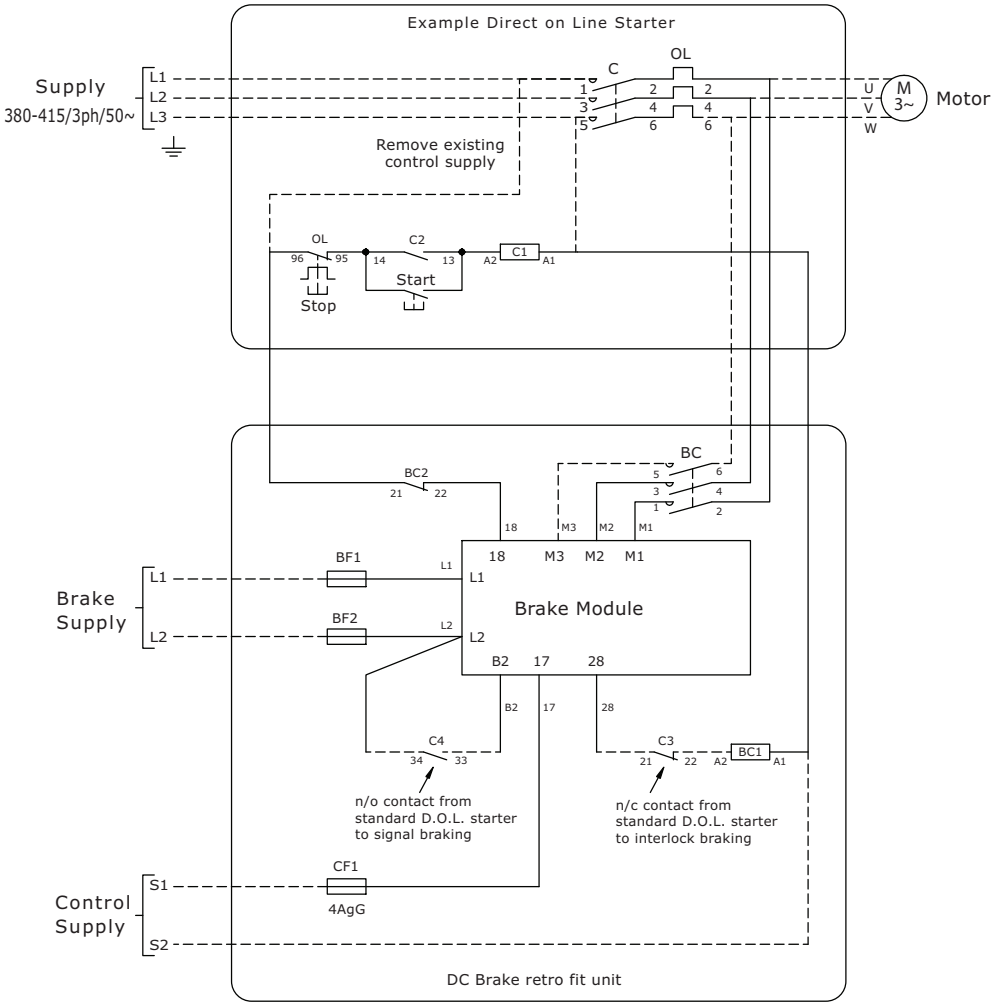 Example Direct on Line Starter
Supply
380-415/3ph/50~
L1
L2
L3
C
OL
1
2
2
3
4
4
5
6
6
U
V
W
M
3~
Motor
Remove existing
control supply
OL
96
95
Stop
14
C2
13
Start
A2
C1
A1
BC
5
6
3
4
1
2
BC2
21
22
18
M3
M2
M1
18
M3
M2
M1
Brake Module
Brake
Supply
L1
BF1
L1
L1
L2
BF2
L2
L2
B2
17
28
B2
17
28
C4
34
33
n/o contact from
standard D.O.L. starter
to signal braking
C3
21
22
A2
BC1
A1
n/c contact from
standard D.O.L. starter
to interlock braking
Control
Supply
S1
CF1
4AgG
S2
DC Brake retro fit unit